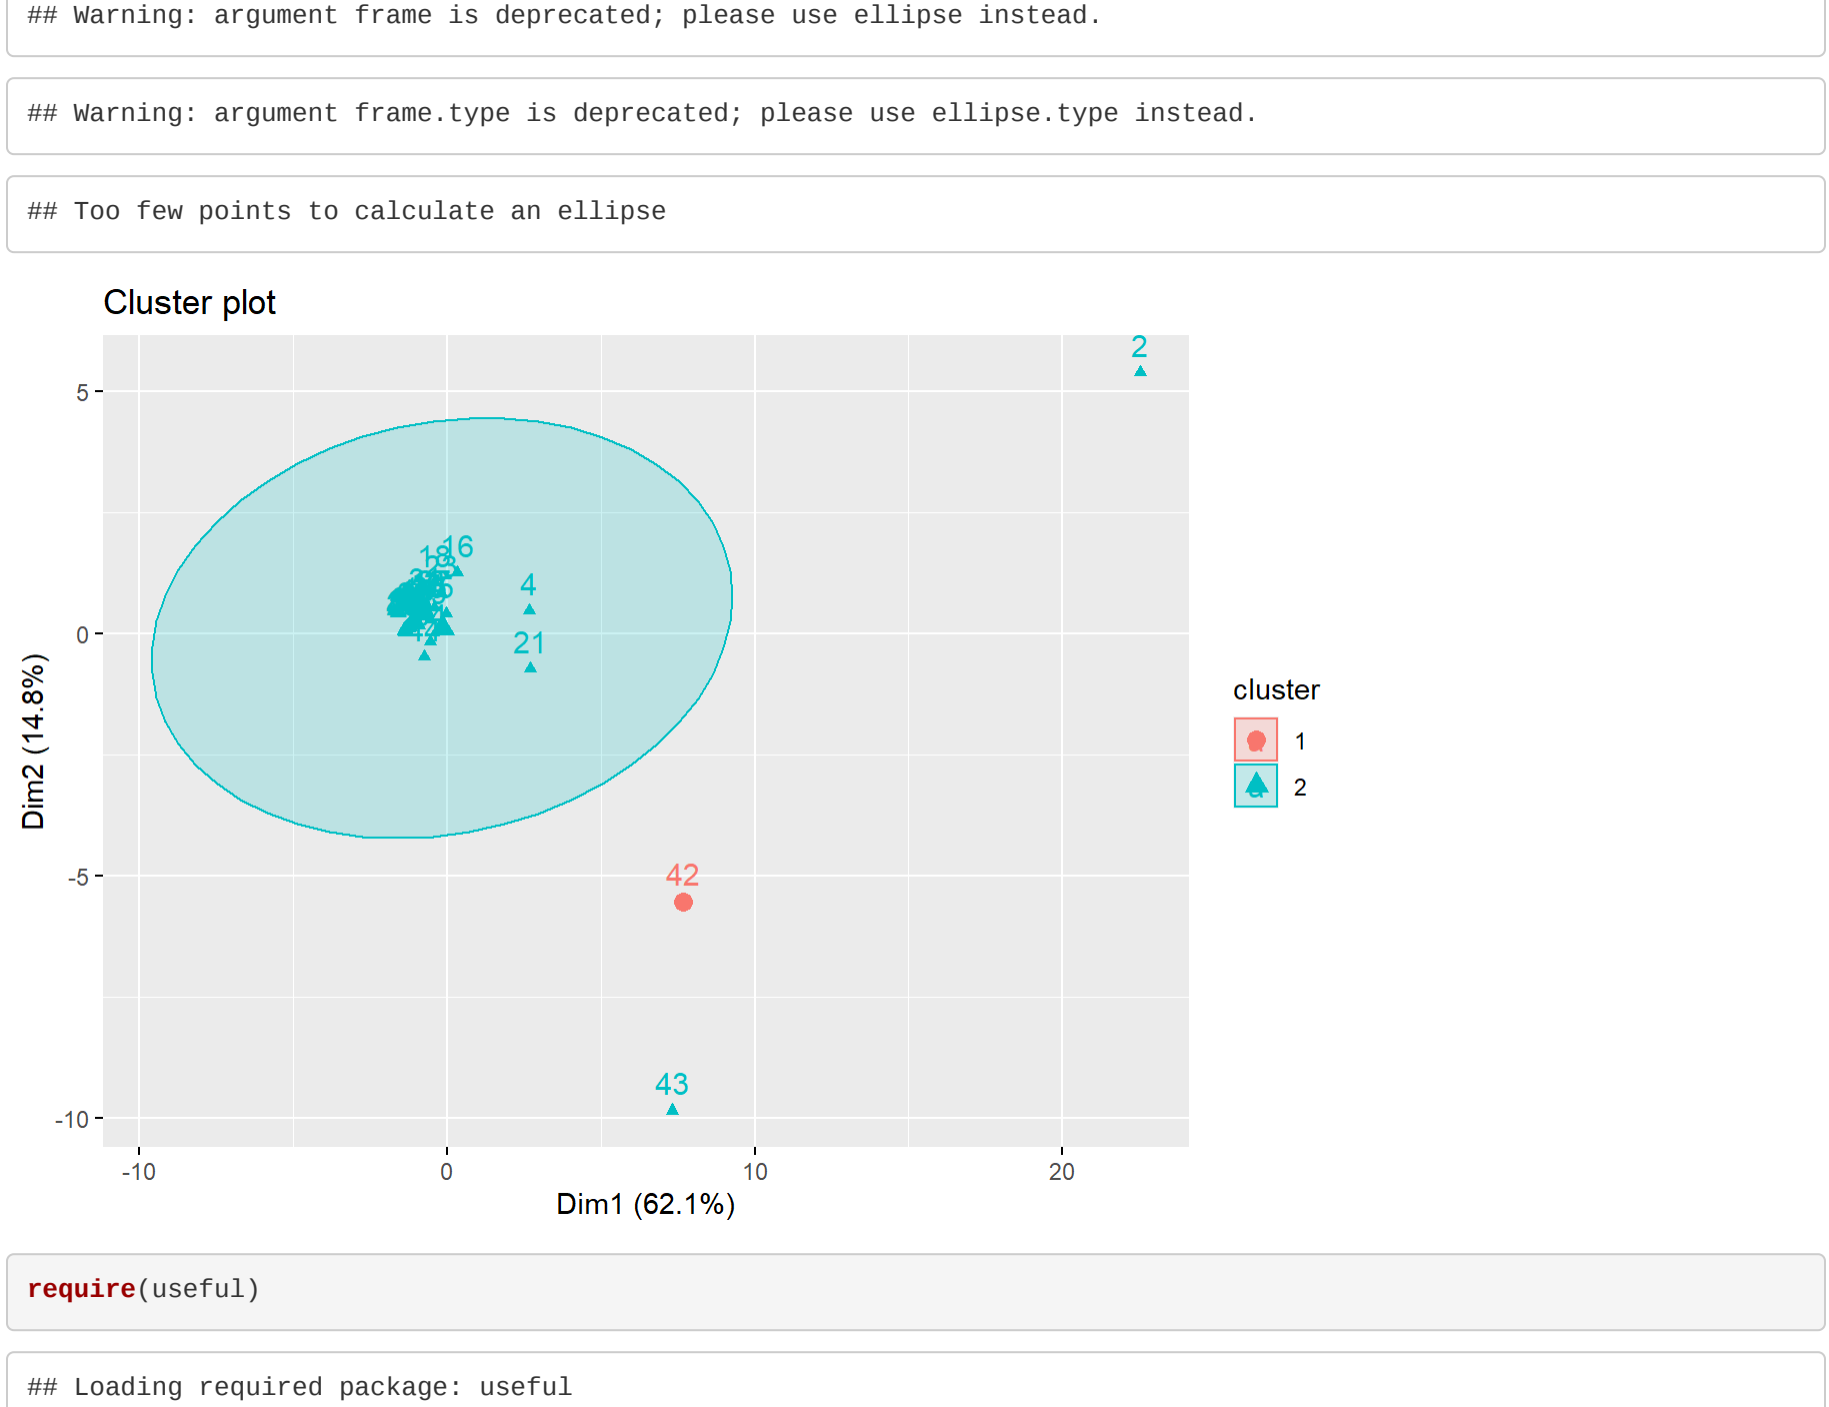 ## Warning: argument frame is deprecated; please use ellipse instead.
## Warning: argument frame.type is deprecated; please use ellipse.type instead.
## Too few points to calculate an ellipse
Cluster plot
2
5
16
18
4
0
21
Dim2 (14.8%)
cluster
1
2
-5
42
43
-10
-10 0 10 20
Dim1 (62.1%)
require(useful)
## Loading required package: useful